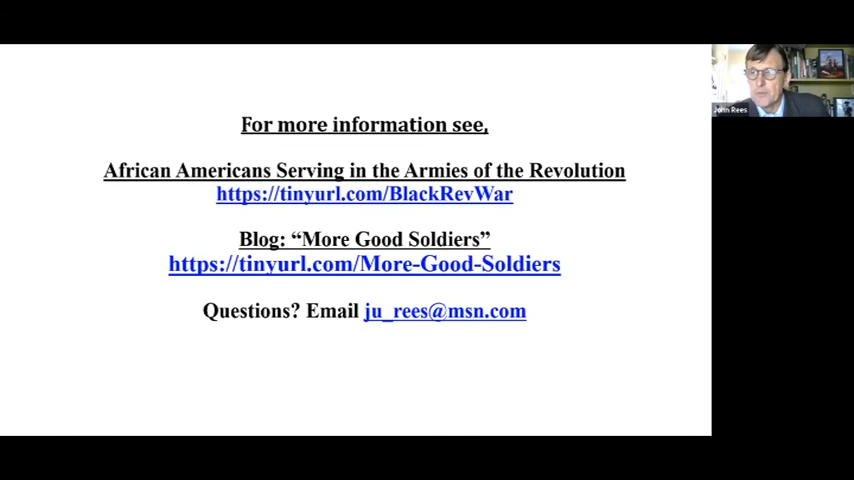 For more information see,
African Americans Serving in the Armies of the Revolution
https://tinyurl.com/BlackRevWar
Blog: “More Good Soldiers”
https://tinyurl.com/More-Good-Soldiers
Questions? Email ju_rees@msn.com
John Rees